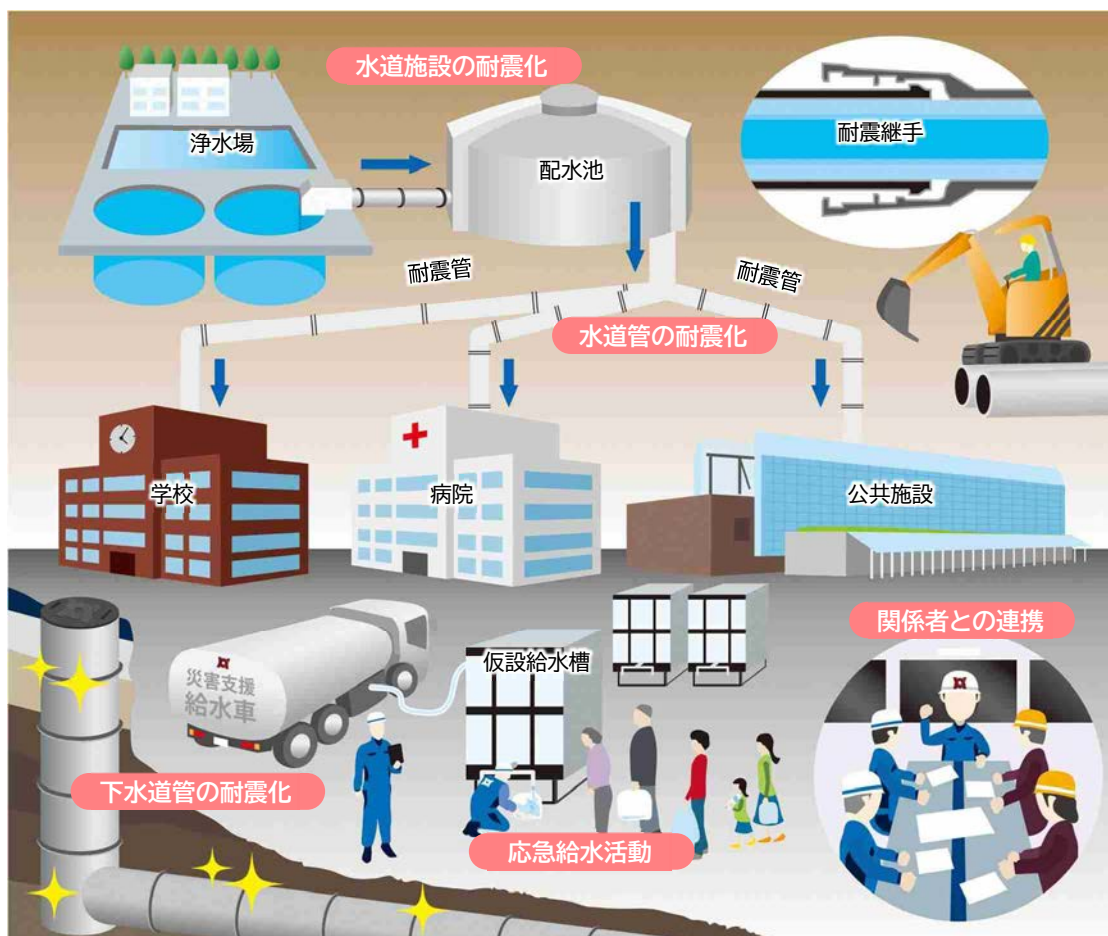 水道施設の耐震化
浄水場
配水池
耐震継手
耐震管
耐震管
水道管の耐震化
学校
病院
公共施設
関係者との連携
仮設給水槽
災害支援
給水車
下水道管の耐震化
応急給水活動